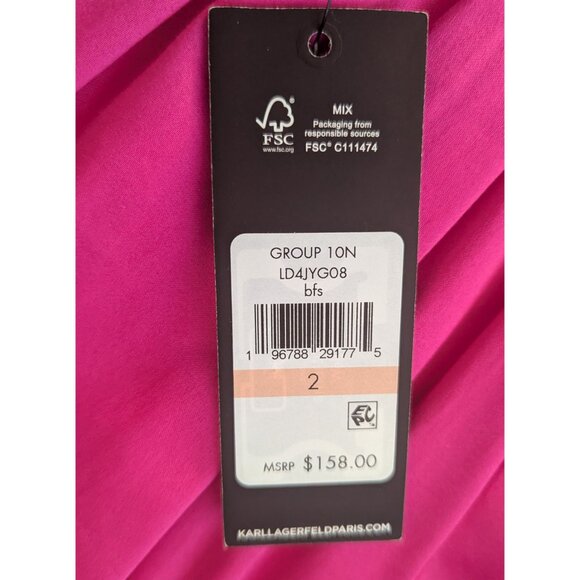 MIX
Packaging from
responsible sources
FSC® C111474
FSC
www.fsc.org
GROUP 10N
LD4JYG08
bfs
1 96788 29177 5
2
EPC
MSRP $158.00
KARLLAGERFELDPARIS.COM